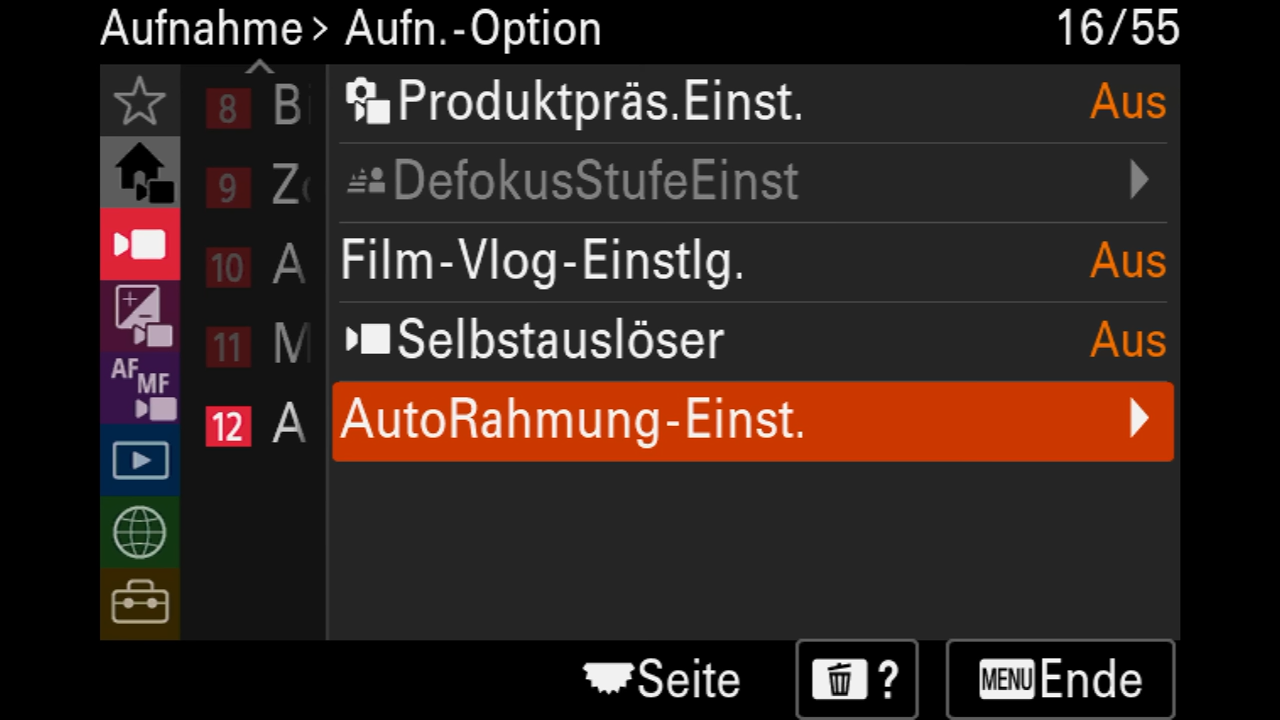 Aufnahme > Aufn.-Option 16/55
8 B
Produktpräs.Einst. Aus
9 Z
DefokusStufeEinst
10 A
Film-Vlog-Einstlg. Aus
11 M
Selbstauslöser Aus
12 A
AutoRahmung-Einst.
AF MF
Seite ? MENU Ende